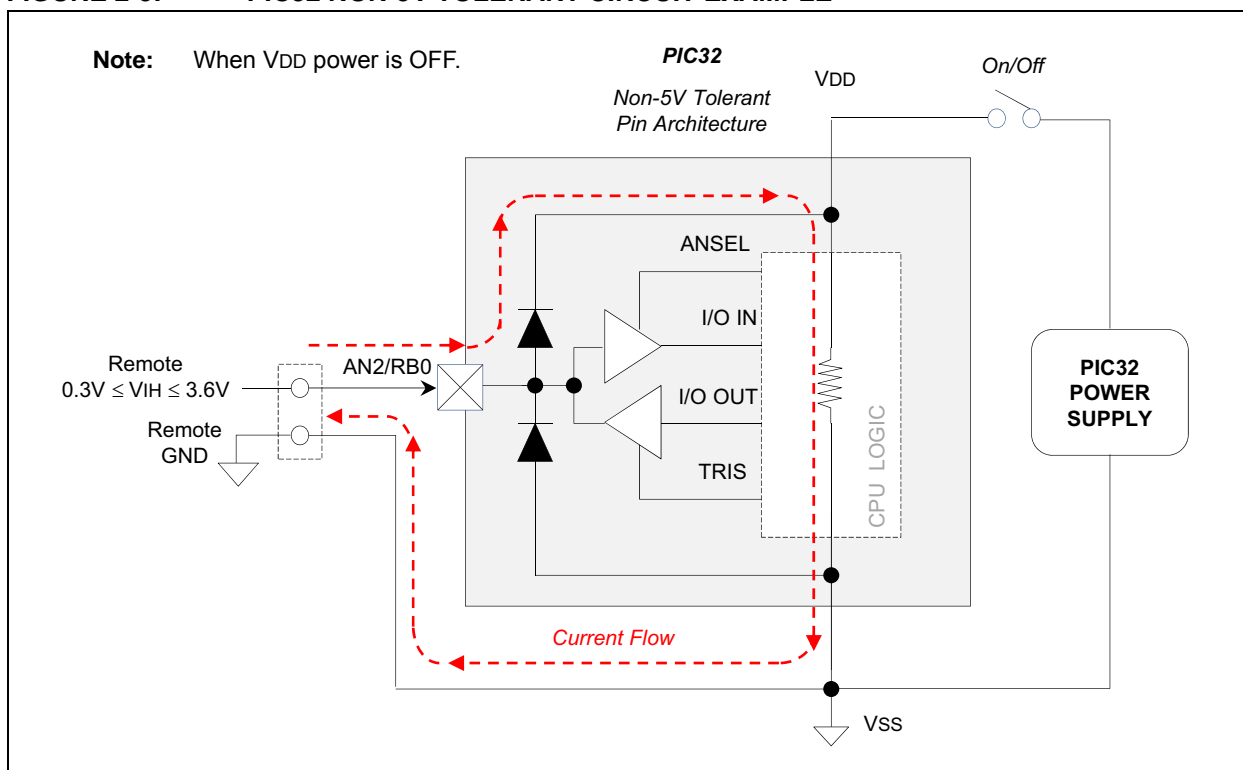 Note: When VDD power is OFF.
PIC32
Non-5V Tolerant
Pin Architecture
VDD
On/Off
ANSEL
I/O IN
AN2/RB0
Remote
0.3V ≤ VIH ≤ 3.6V
I/O OUT
Remote
GND
TRIS
CPU LOGIC
PIC32
POWER
SUPPLY
Current Flow
VSS